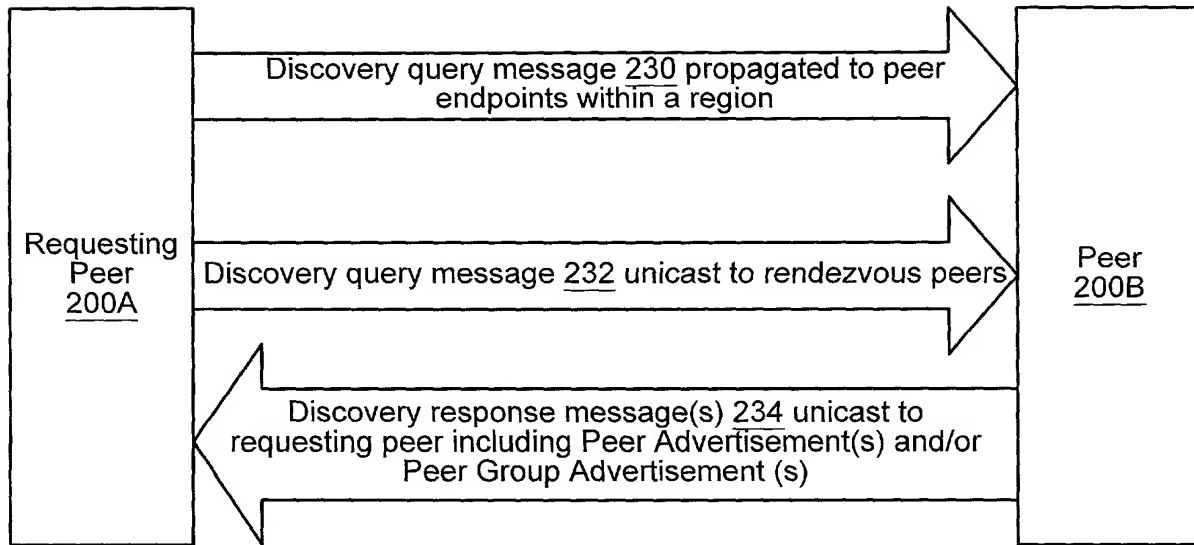 Discovery query message 230 propagated to peer
endpoints within a region
Requesting
Peer
200A
Discovery query message 232 unicast to rendezvous peers
Peer
200B
Discovery response message(s) 234 unicast to
requesting peer including Peer Advertisement(s) and/or
Peer Group Advertisement (s)